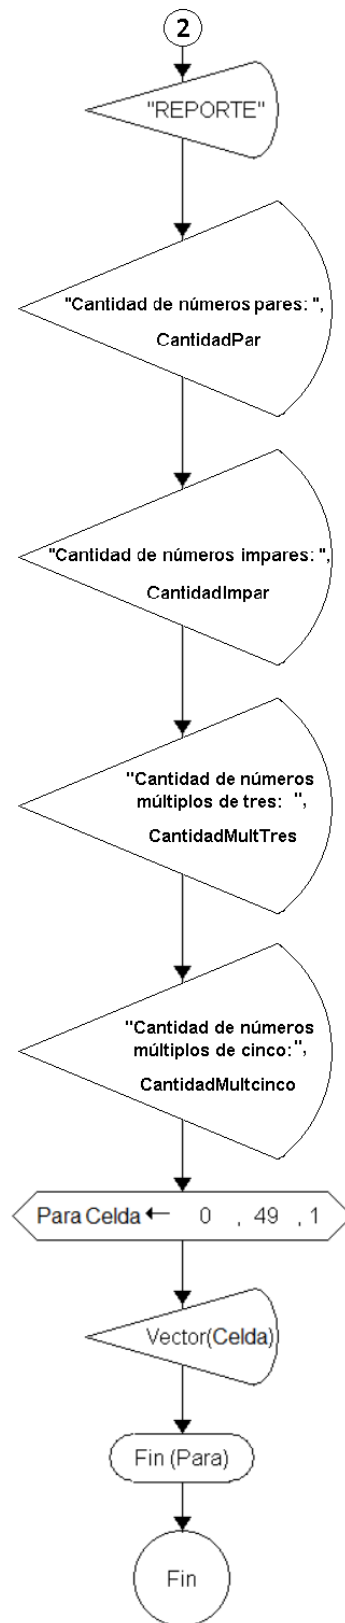 2
"REPORTE"
"Cantidad de números pares: ",
CantidadPar
"Cantidad de números impares: ",
CantidadImpar
"Cantidad de números
múltiplos de tres: ",
CantidadMultTres
"Cantidad de números
múltiplos de cinco:",
CantidadMultcinco
Para Celda ← 0 , 49 , 1
Vector(Celda)
Fin (Para)
Fin